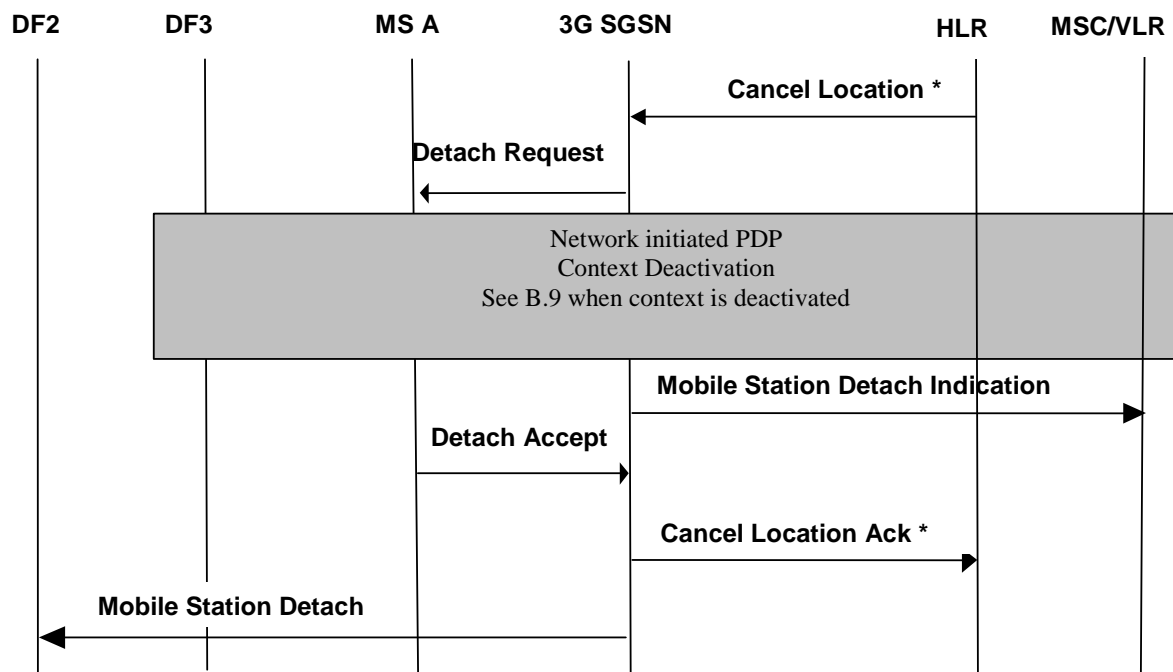 DF2 DF3 MS A 3G SGSN HLR MSC/VLR
Cancel Location *
Detach Request
Network initiated PDP
Context Deactivation
See B.9 when context is deactivated
Mobile Station Detach Indication
Detach Accept
Cancel Location Ack *
Mobile Station Detach